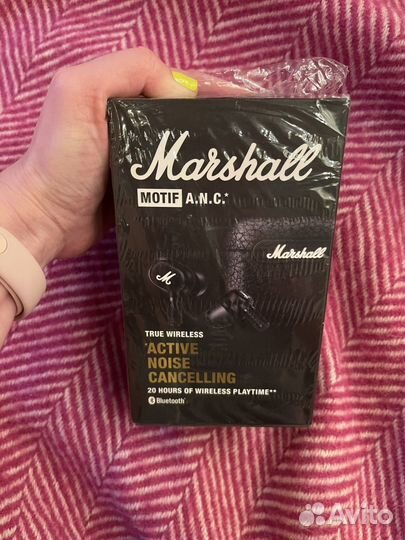 Marshall
MOTIF A.N.C.*
Marshall
M
TRUE WIRELESS
*ACTIVE
NOISE
CANCELLING
20 HOURS OF WIRELESS PLAYTIME**
Bluetooth®
Avito